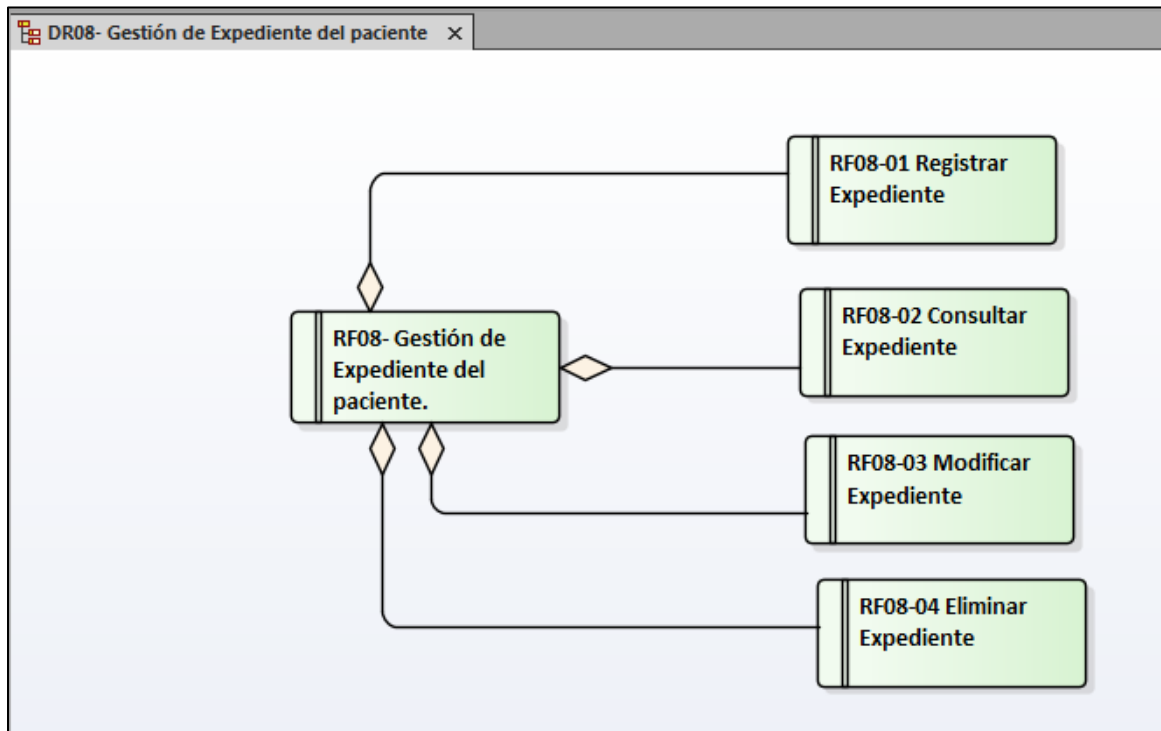 DR08- Gestión de Expediente del paciente
RF08-01 Registrar
Expediente
RF08-02 Consultar
Expediente
RF08- Gestión de
Expediente del
paciente.
RF08-03 Modificar
Expediente
RF08-04 Eliminar
Expediente